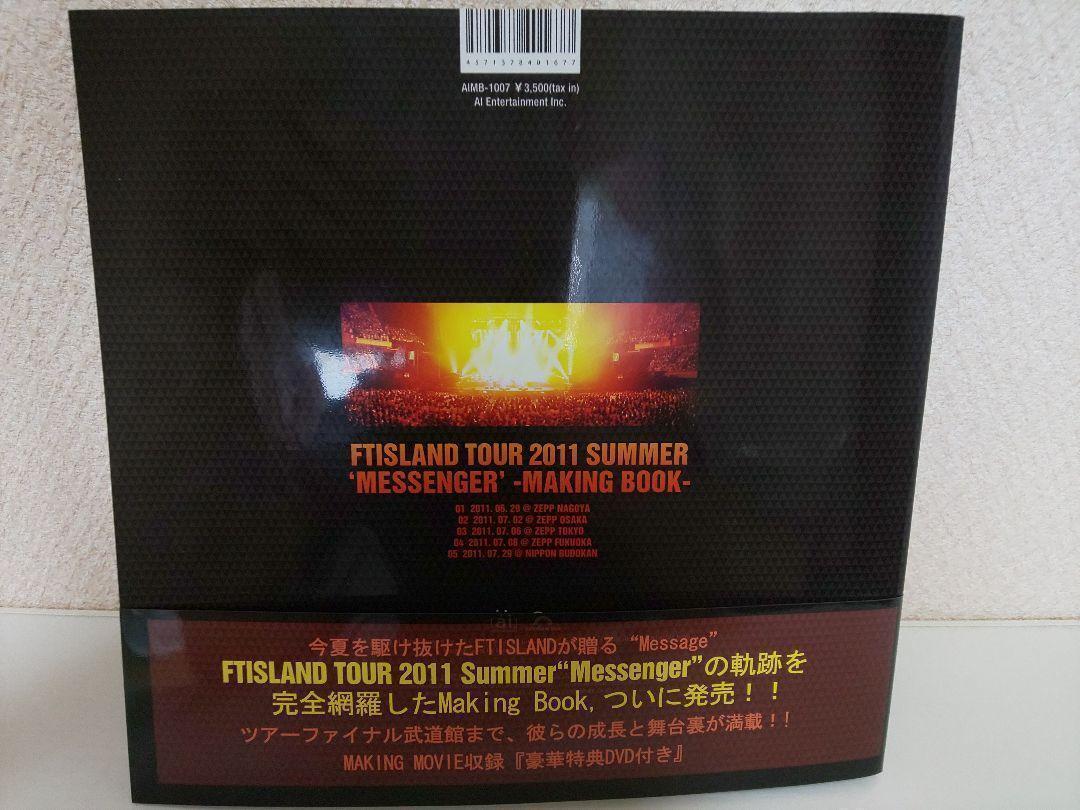 4571378401677
AIMB-1007 ¥3,500(tax in)
AI Entertainment Inc.
FTISLAND TOUR 2011 SUMMER
‘MESSENGER’ -MAKING BOOK-
01 2011. 06. 29 @ ZEPP NAGOYA
02 2011. 07. 02 @ ZEPP OSAKA
03 2011. 07. 06 @ ZEPP TOKYO
04 2011. 07. 08 @ ZEPP FUKUOKA
05 2011. 07. 29 @ NIPPON BUDOKAN
今夏を駆け抜けたFTISLANDが贈る “Message”
FTISLAND TOUR 2011 Summer“Messenger”の軌跡を
完全網羅したMaking Book, ついに発売！！
ツアーファイナル武道館まで、彼らの成長と舞台裏が満載！！
MAKING MOVIE収録『豪華特典DVD付き』